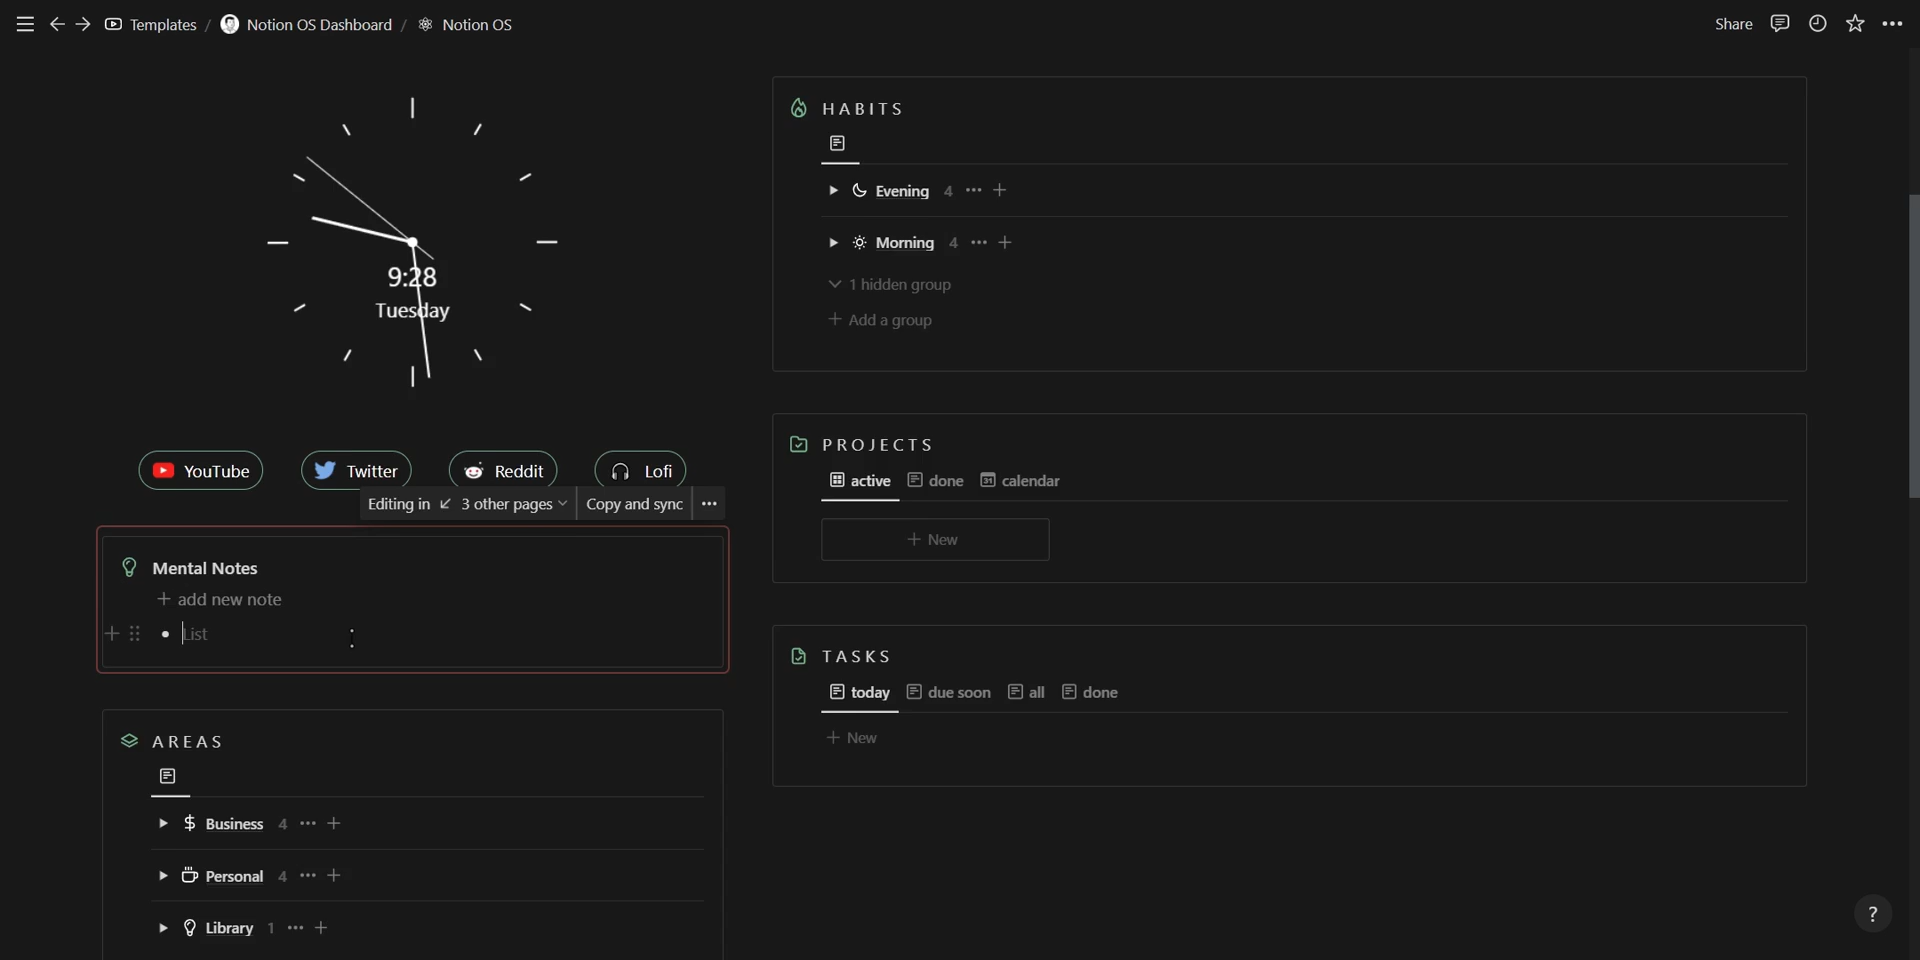 Templates / Notion OS Dashboard / Notion OS
Share
9:28
Tuesday
YouTube
Twitter
Reddit
Lofi
Editing in 3 other pages
Copy and sync
Mental Notes
+ add new note
List
AREAS
Business 4
Personal 4
Library 1
HABITS
Evening 4
Morning 4
1 hidden group
+ Add a group
PROJECTS
active
done
31 calendar
+ New
TASKS
today
due soon
all
done
+ New
?